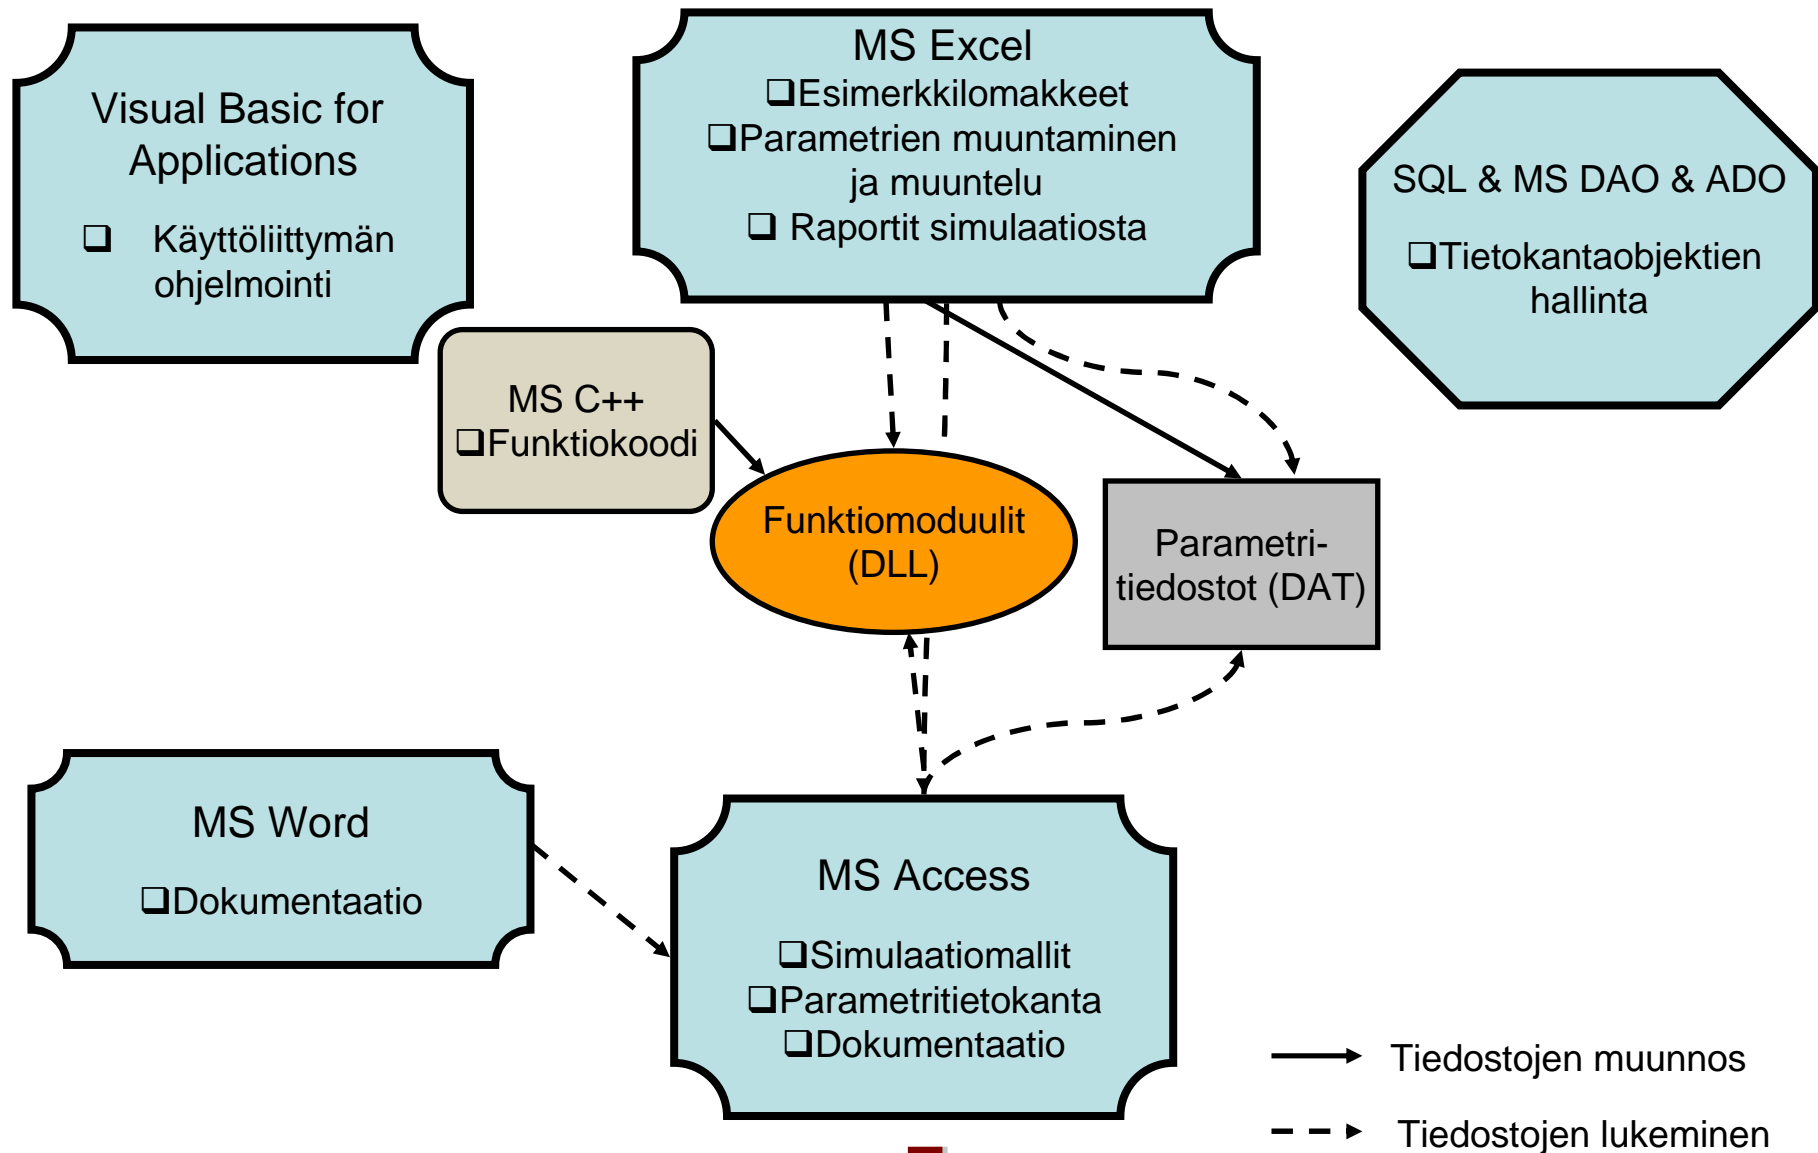 Visual Basic for
Applications
❑ Käyttöliittymän
ohjelmointi
MS Excel
❑Esimerkkilomakkeet
❑Parametrien muuntaminen
ja muuntelu
❑ Raportit simulaatiosta
SQL & MS DAO & ADO
❑Tietokantaobjektien
hallinta
MS C++
❑Funktiokoodi
Funktiomoduulit
(DLL)
Parametri-
tiedostot (DAT)
MS Word
❑Dokumentaatio
MS Access
❑Simulaatiomallit
❑Parametritietokanta
❑Dokumentaatio
Tiedostojen muunnos
Tiedostojen lukeminen